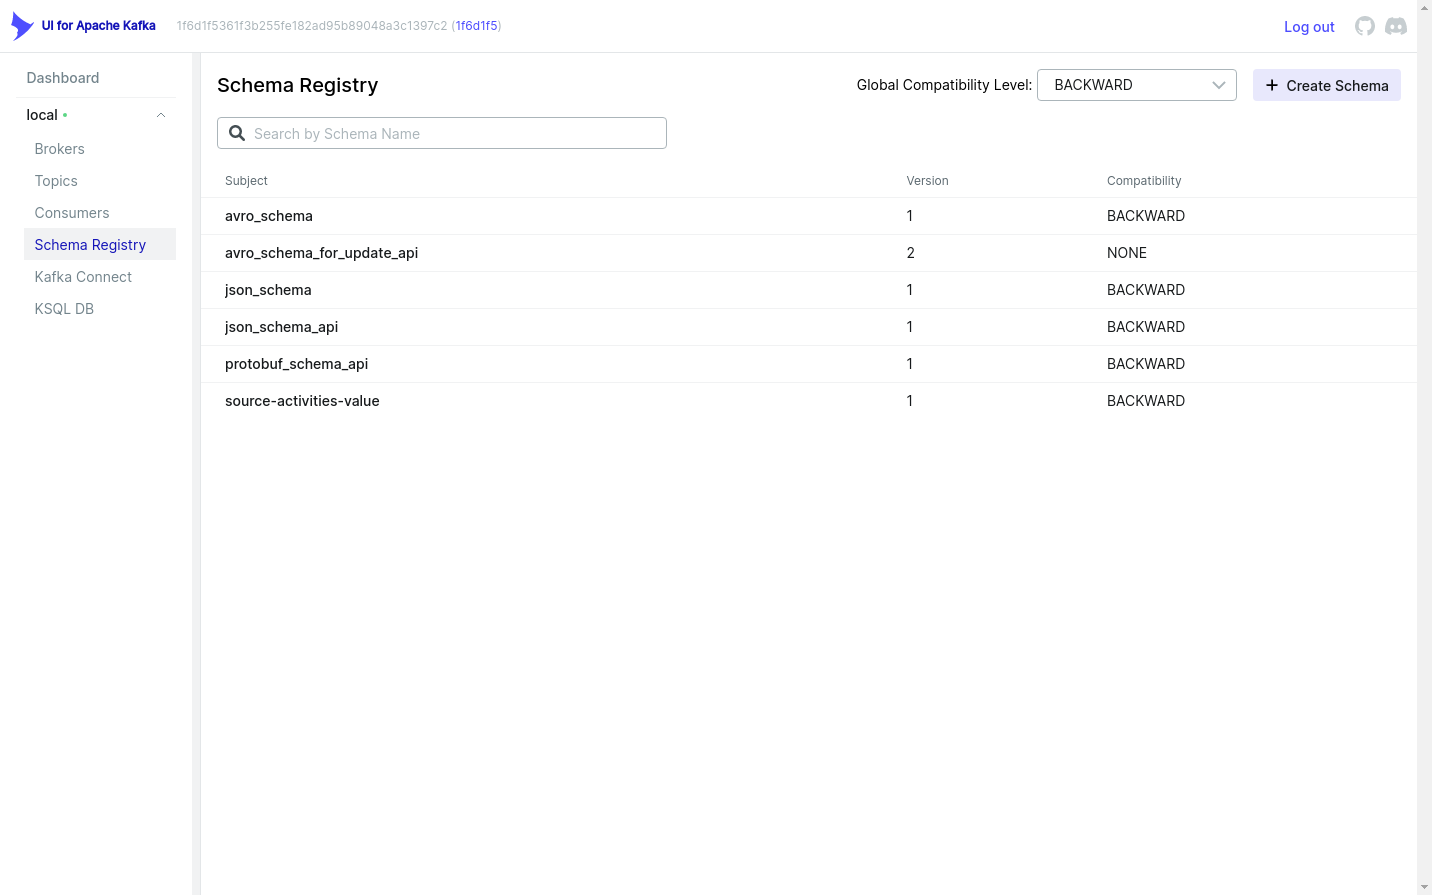 UI for Apache Kafka
1f6d1f5361f3b255fe182ad95b89048a3c1397c2 (1f6d1f5)
Log out
Dashboard
local
Brokers
Topics
Consumers
Schema Registry
Kafka Connect
KSQL DB
Schema Registry
Global Compatibility Level: BACKWARD
Create Schema
Search by Schema Name
Subject Version Compatibility
avro_schema 1 BACKWARD
avro_schema_for_update_api 2 NONE
json_schema 1 BACKWARD
json_schema_api 1 BACKWARD
protobuf_schema_api 1 BACKWARD
source-activities-value 1 BACKWARD